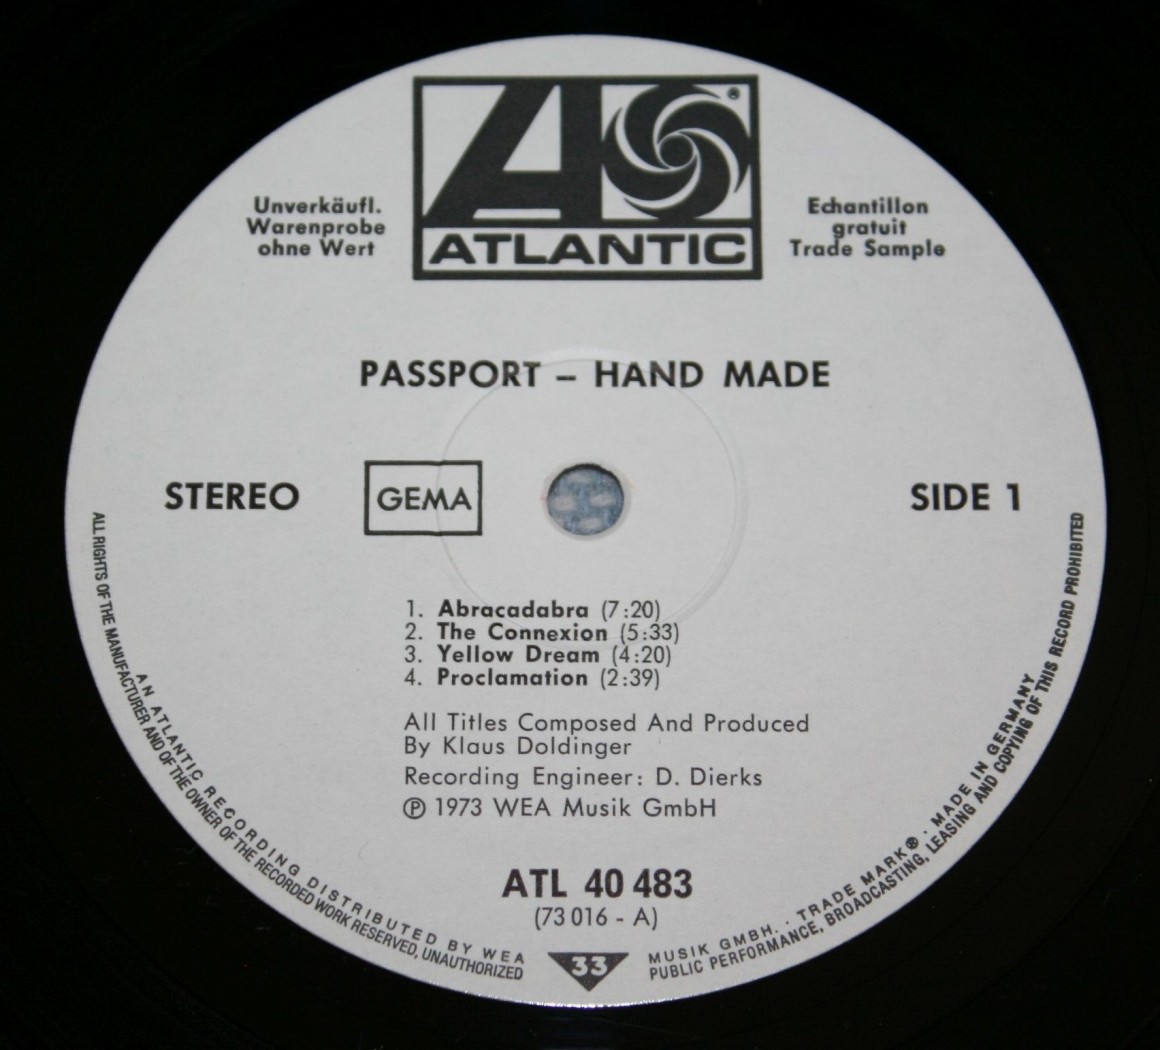 ATLANTIC
®
Unverkäufl.
Warenprobe
ohne Wert
Echantillon
gratuit
Trade Sample
PASSPORT – HAND MADE
STEREO
GEMA
SIDE 1
1. Abracadabra (7:20)
2. The Connexion (5:33)
3. Yellow Dream (4:20)
4. Proclamation (2:39)
All Titles Composed And Produced
By Klaus Doldinger
Recording Engineer: D. Dierks
℗ 1973 WEA Musik GmbH
ATL 40 483
(73 016 - A)
33
AN ATLANTIC RECORDING DISTRIBUTED BY WEA MUSIK GMBH. · TRADE MARK® · MADE IN GERMANY
ALL RIGHTS OF THE MANUFACTURER AND OF THE OWNER OF THE RECORDED WORK RESERVED, UNAUTHORIZED PUBLIC PERFORMANCE, BROADCASTING, LEASING AND COPYING OF THIS RECORD PROHIBITED